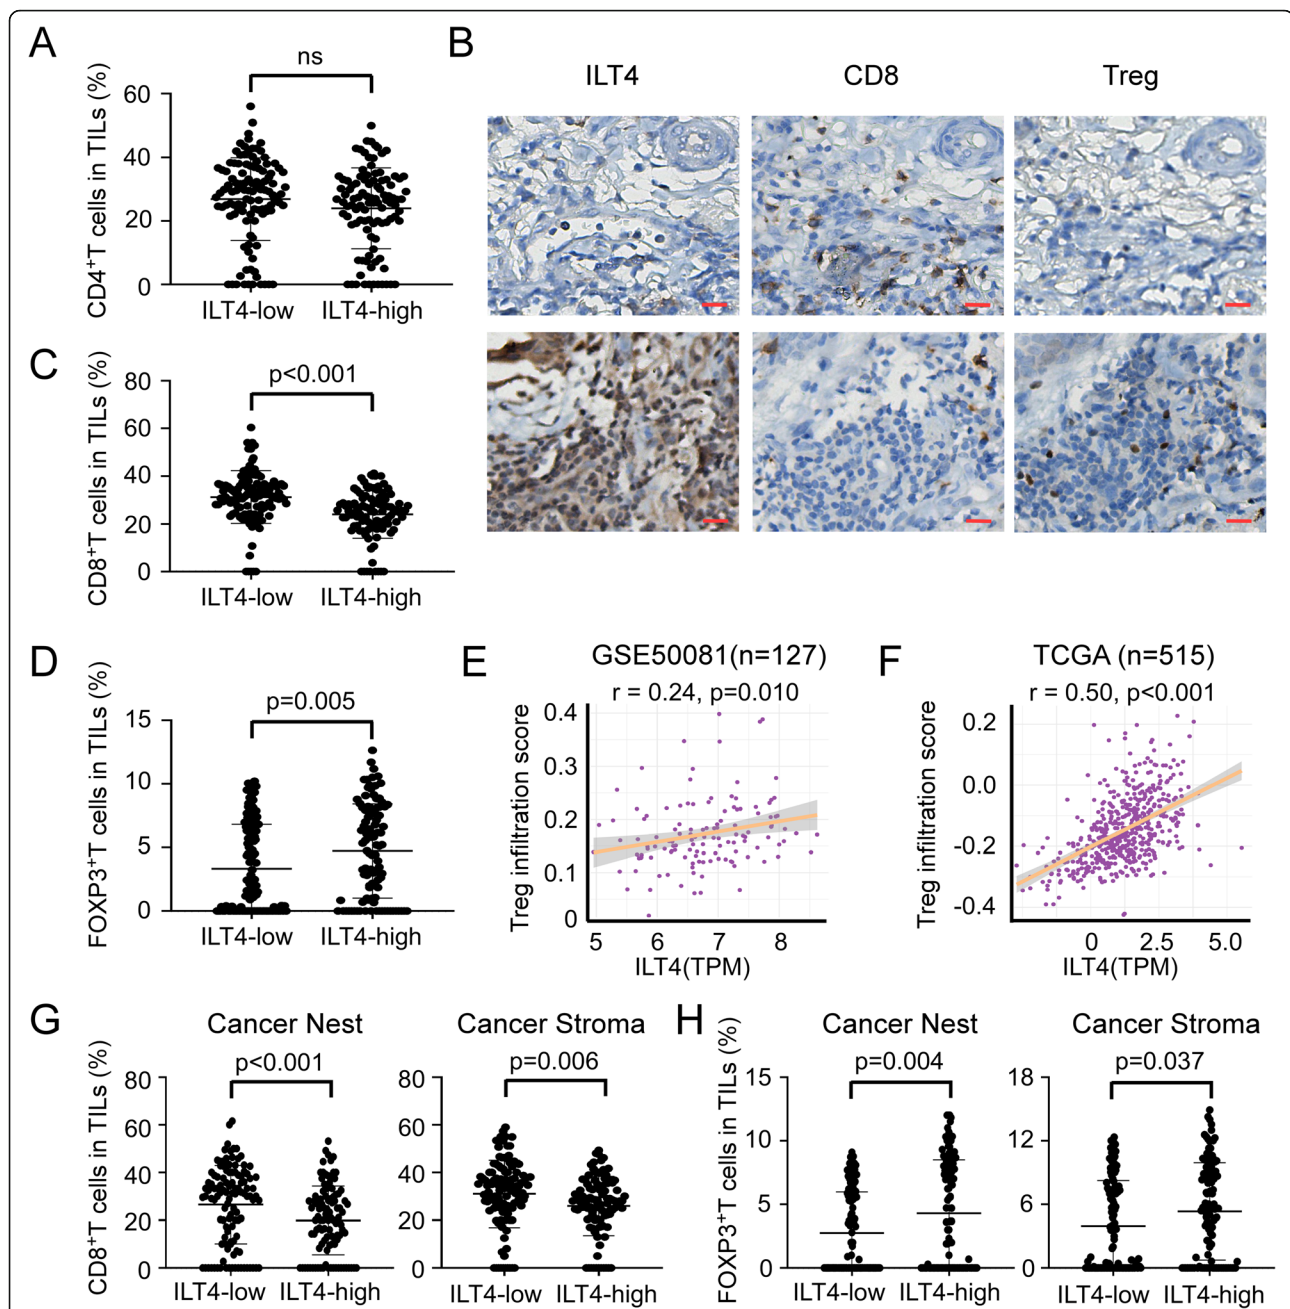 A
ns
CD4+T cells in TILs (%)
60
40
20
0
ILT4-low ILT4-high
B
ILT4 CD8 Treg
C
p<0.001
CD8+T cells in TILs (%)
80
60
40
20
0
ILT4-low ILT4-high
D
p=0.005
FOXP3+T cells in TILs (%)
15
10
5
0
ILT4-low ILT4-high
E
GSE50081(n=127)
r = 0.24, p=0.010
Treg infiltration score
0.4
0.3
0.2
0.1
0
5 6 7 8
ILT4(TPM)
F
TCGA (n=515)
r = 0.50, p<0.001
Treg infiltration score
0.2
0.0
-0.2
-0.4
0 2.5 5.0
ILT4(TPM)
G
Cancer Nest
p<0.001
CD8+T cells in TILs (%)
80
60
40
20
0
ILT4-low ILT4-high
Cancer Stroma
p=0.006
80
60
40
20
0
ILT4-low ILT4-high
H
Cancer Nest
p=0.004
FOXP3+T cells in TILs (%)
15
10
5
0
ILT4-low ILT4-high
Cancer Stroma
p=0.037
18
12
6
0
ILT4-low ILT4-high